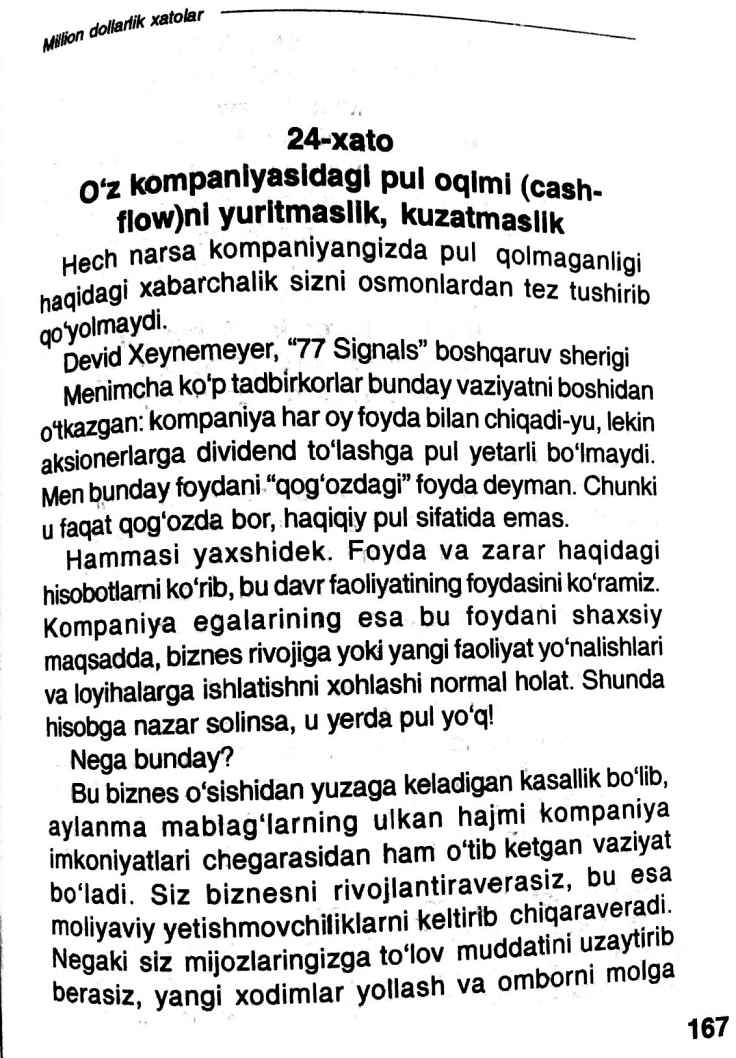 Million dollarlik xatolar
24-xato
O‘z kompaniyasidagi pul oqimi (cash-
flow)ni yuritmaslik, kuzatmaslik
Hech narsa kompaniyangizda pul qolmaganligi
haqidagi xabarchalik sizni osmonlardan tez tushirib
qo‘yolmaydi.
Devid Xeynemeyer, “77 Signals” boshqaruv sherigi
Menimcha ko‘p tadbirkorlar bunday vaziyatni boshidan
o‘tkazgan: kompaniya har oy foyda bilan chiqadi-yu, lekin
aksionerlarga dividend to‘lashga pul yetarli bo‘lmaydi.
Men bunday foydani “qog‘ozdagi” foyda deyman. Chunki
u faqat qog‘ozda bor, haqiqiy pul sifatida emas.
Hammasi yaxshidek. Foyda va zarar haqidagi
hisobotlarni ko‘rib, bu davr faoliyatining foydasini ko‘ramiz.
Kompaniya egalarining esa bu foydani shaxsiy
maqsadda, biznes rivojiga yoki yangi faoliyat yo‘nalishlari
va loyihalarga ishlatishni xohlashi normal holat. Shunda
hisobga nazar solinsa, u yerda pul yo‘q!
Nega bunday?
Bu biznes o‘sishidan yuzaga keladigan kasallik bo‘lib,
aylanma mablag‘larning ulkan hajmi kompaniya
imkoniyatlari chegarasidan ham o‘tib ketgan vaziyat
bo‘ladi. Siz biznesni rivojlantiraverasiz, bu esa
moliyaviy yetishmovchiliklarni keltirib chiqaraveradi.
Negaki siz mijozlaringizga to‘lov muddatini uzaytirib
berasiz, yangi xodimlar yollash va omborni molga
167